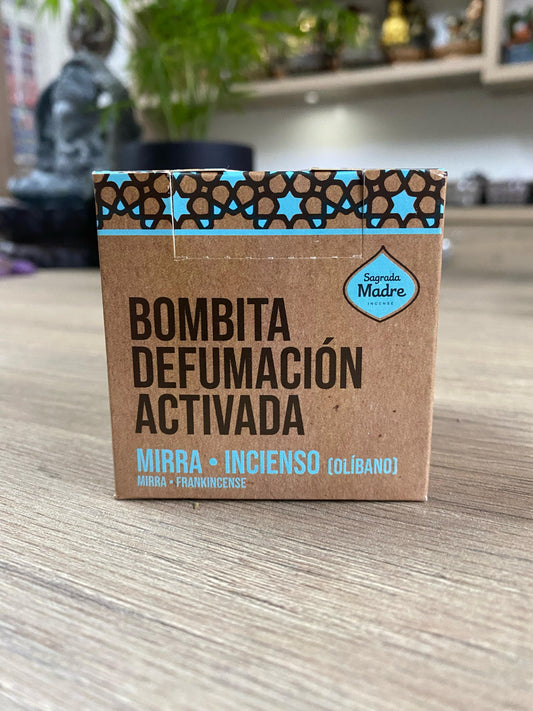 Sagrada
Madre
INCENSE
BOMBITA
DEFUMACIÓN
ACTIVADA
MIRRA • INCIENSO (OLÍBANO)
MIRRA • FRANKINCENSE